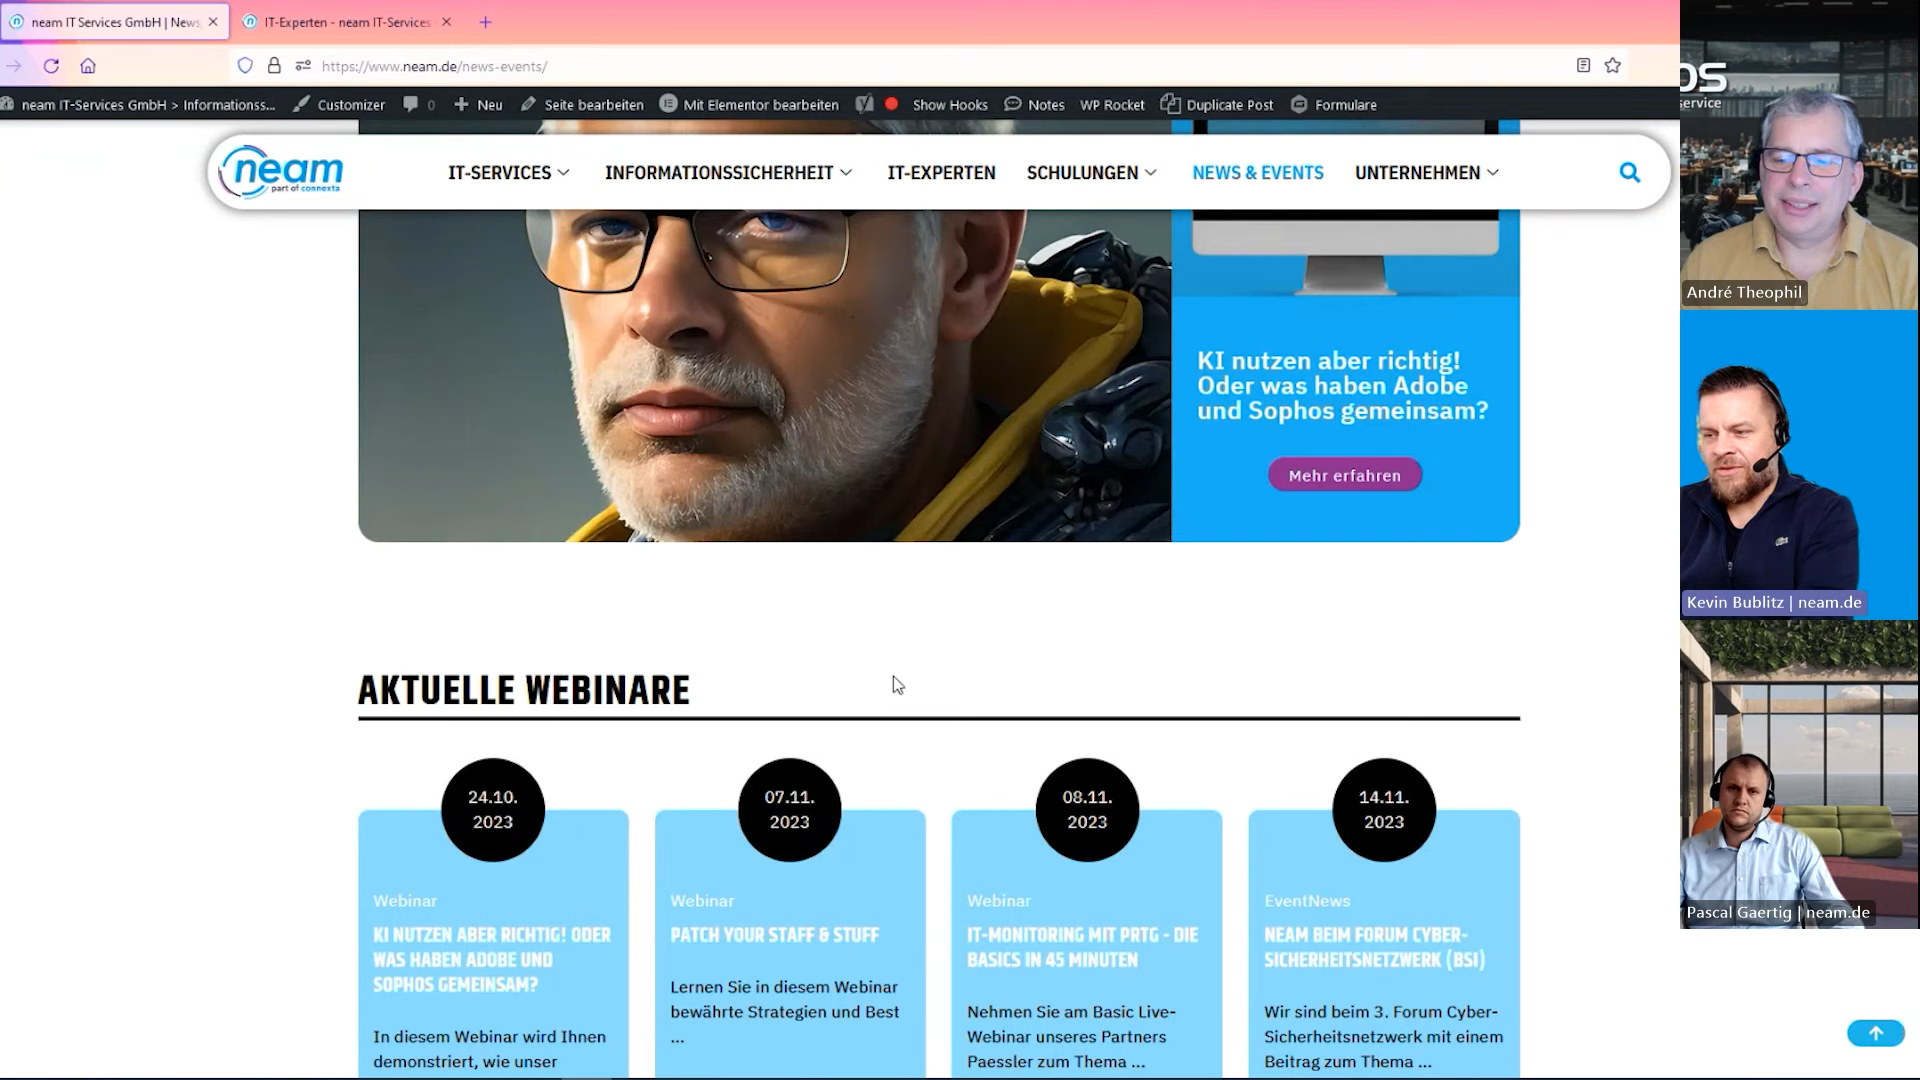 neam IT Services GmbH | News
IT-Experten - neam IT-Services
https://www.neam.de/news-events/
neam IT-Services GmbH > Informationss...
Customizer
0
Neu
Seite bearbeiten
Mit Elementor bearbeiten
Show Hooks
Notes
WP Rocket
Duplicate Post
Formulare
neam
part of connexta
IT-SERVICES
INFORMATIONSSICHERHEIT
IT-EXPERTEN
SCHULUNGEN
NEWS & EVENTS
UNTERNEHMEN
KI nutzen aber richtig!
Oder was haben Adobe
und Sophos gemeinsam?
Mehr erfahren
AKTUELLE WEBINARE
24.10.
2023
Webinar
KI NUTZEN ABER RICHTIG! ODER
WAS HABEN ADOBE UND
SOPHOS GEMEINSAM?
In diesem Webinar wird Ihnen
demonstriert, wie unser
07.11.
2023
Webinar
PATCH YOUR STAFF & STUFF
Lernen Sie in diesem Webinar
bewährte Strategien und Best
...
08.11.
2023
Webinar
IT-MONITORING MIT PRTG - DIE
BASICS IN 45 MINUTEN
Nehmen Sie am Basic Live-
Webinar unseres Partners
Paessler zum Thema ...
14.11.
2023
EventNews
NEAM BEIM FORUM CYBER-
SICHERHEITSNETZWERK (BSI)
Wir sind beim 3. Forum Cyber-
Sicherheitsnetzwerk mit einem
Beitrag zum Thema ...
André Theophil
Kevin Bublitz | neam.de
Pascal Gaertig | neam.de